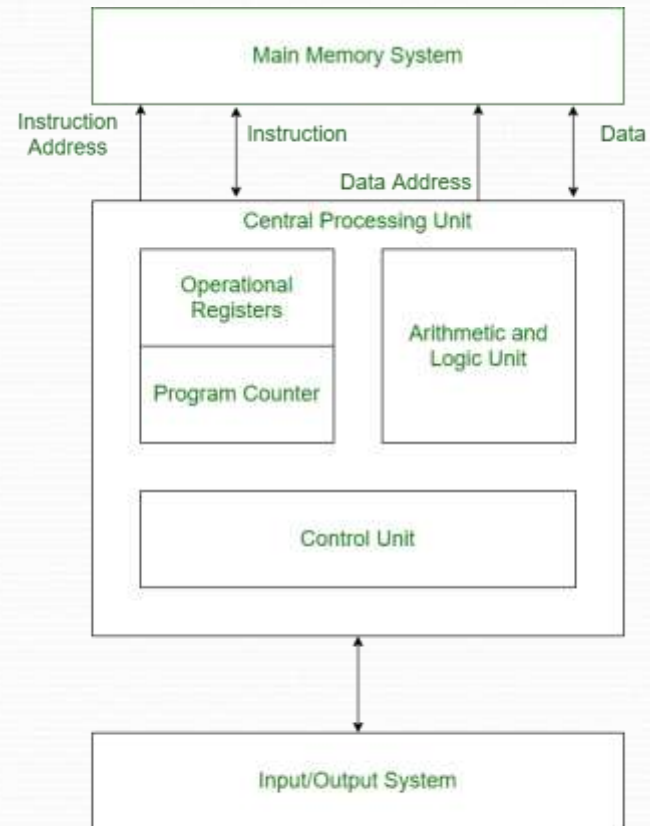 Main Memory System
Instruction
Address
Instruction
Data
Data Address
Central Processing Unit
Operational
Registers
Arithmetic and
Logic Unit
Program Counter
Control Unit
Input/Output System